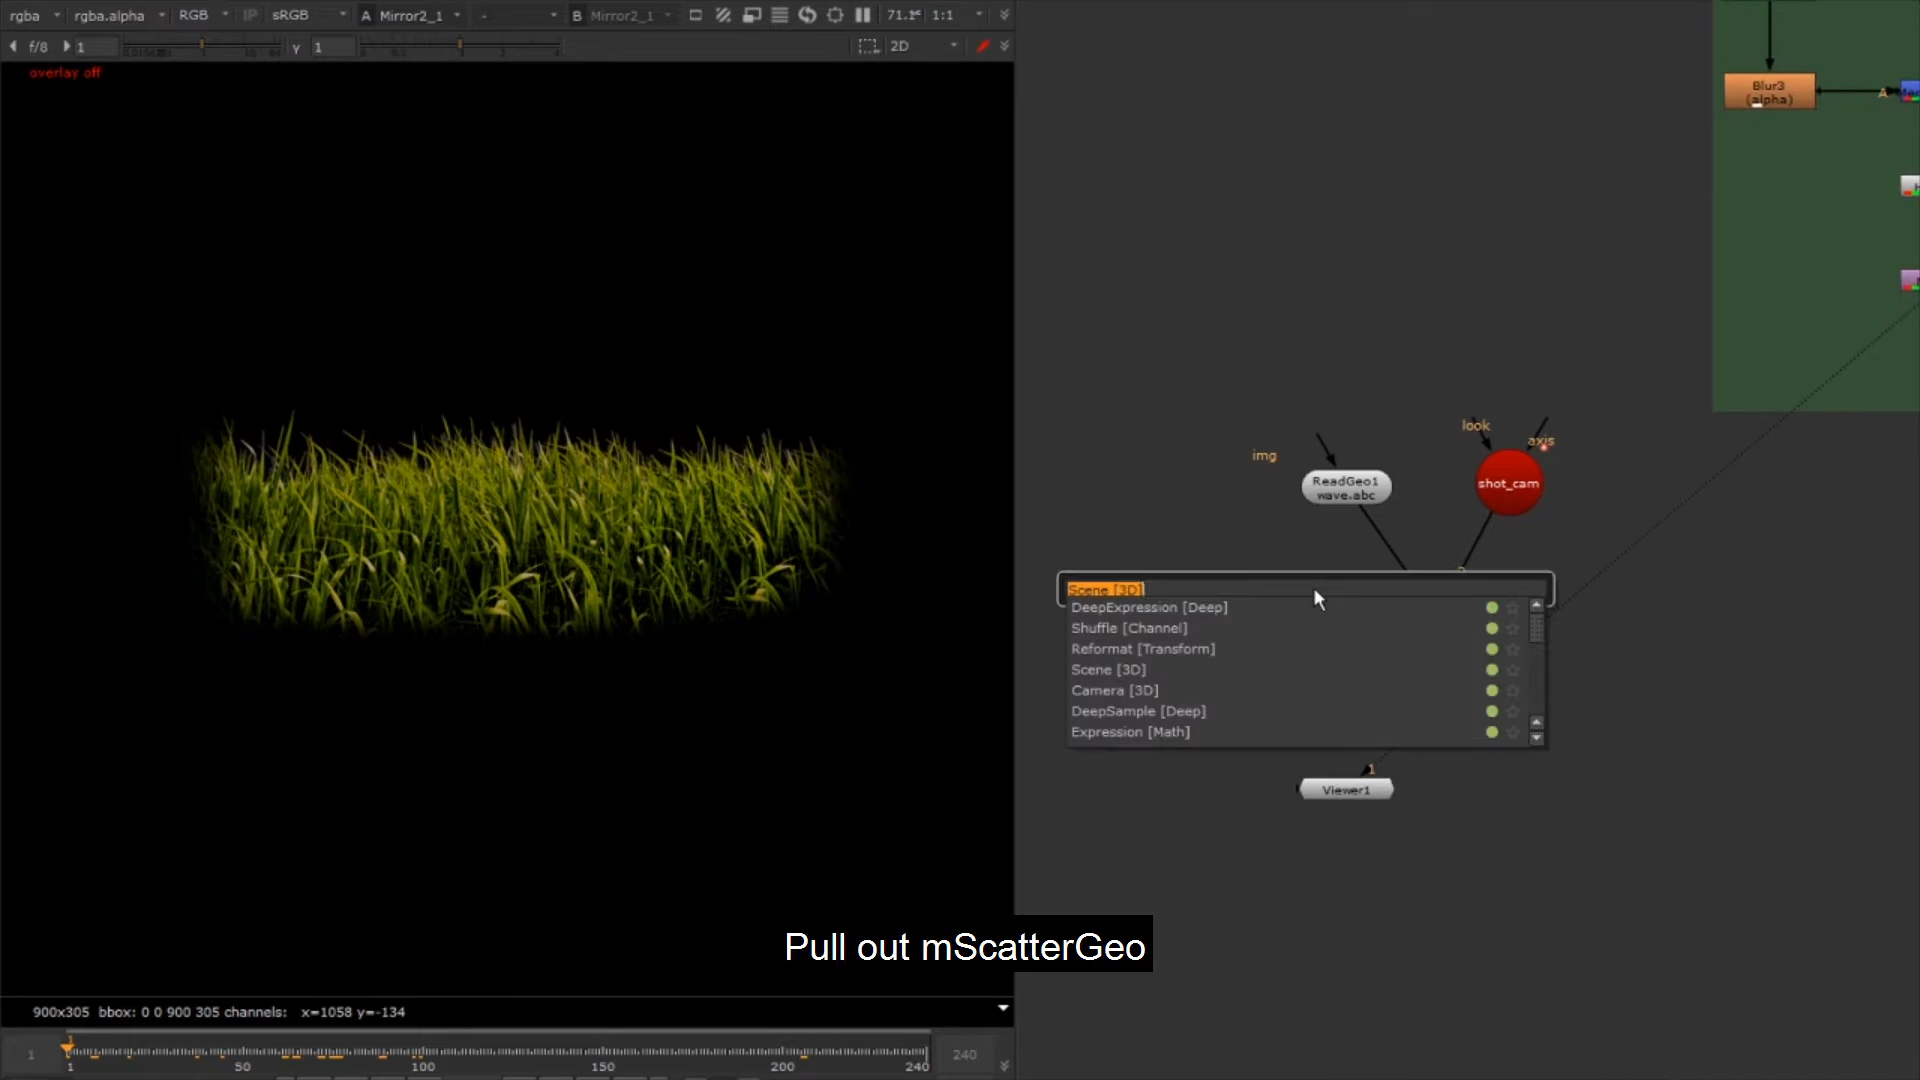 rgba rgba.alpha RGB IP sRGB A Mirror2_1 - B Mirror2_1 1:1
f/8 1 Y 1 2D
overlay off
Blur3
(alpha)
A
look
axis
img
ReadGeo1
wave.abc
shot_cam
Scene [3D]
DeepExpression [Deep]
Shuffle [Channel]
Reformat [Transform]
Scene [3D]
Camera [3D]
DeepSample [Deep]
Expression [Math]
1
Viewer1
Pull out mScatterGeo
900x305 bbox: 0 0 900 305 channels: x=1058 y=-134
1
1 240
1 50 100 150 200 240